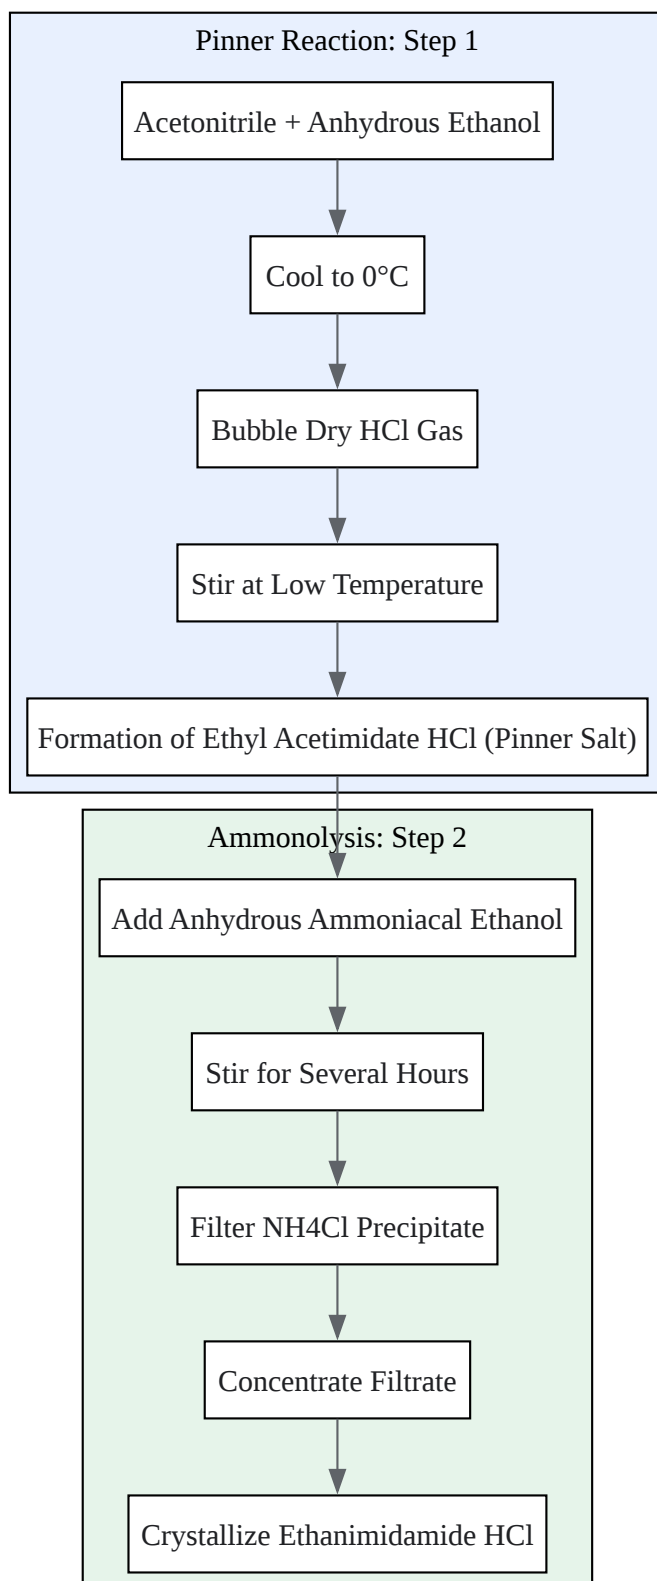 Pinner Reaction: Step 1
Acetonitrile + Anhydrous Ethanol
Cool to 0°C
Bubble Dry HCl Gas
Stir at Low Temperature
Formation of Ethyl Acetimidate HCl (Pinner Salt)
Ammonolysis: Step 2
Add Anhydrous Ammoniacal Ethanol
Stir for Several Hours
Filter NH4Cl Precipitate
Concentrate Filtrate
Crystallize Ethanimidamide HCl